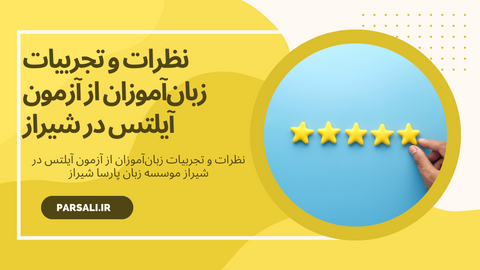 نظرات و تجربیات
زبان‌آموزان از آزمون
آیلتس در شیراز
نظرات و تجربیات زبان‌آموزان از آزمون آیلتس در
شیراز موسسه زبان پارسا شیراز
PARSALI.IR